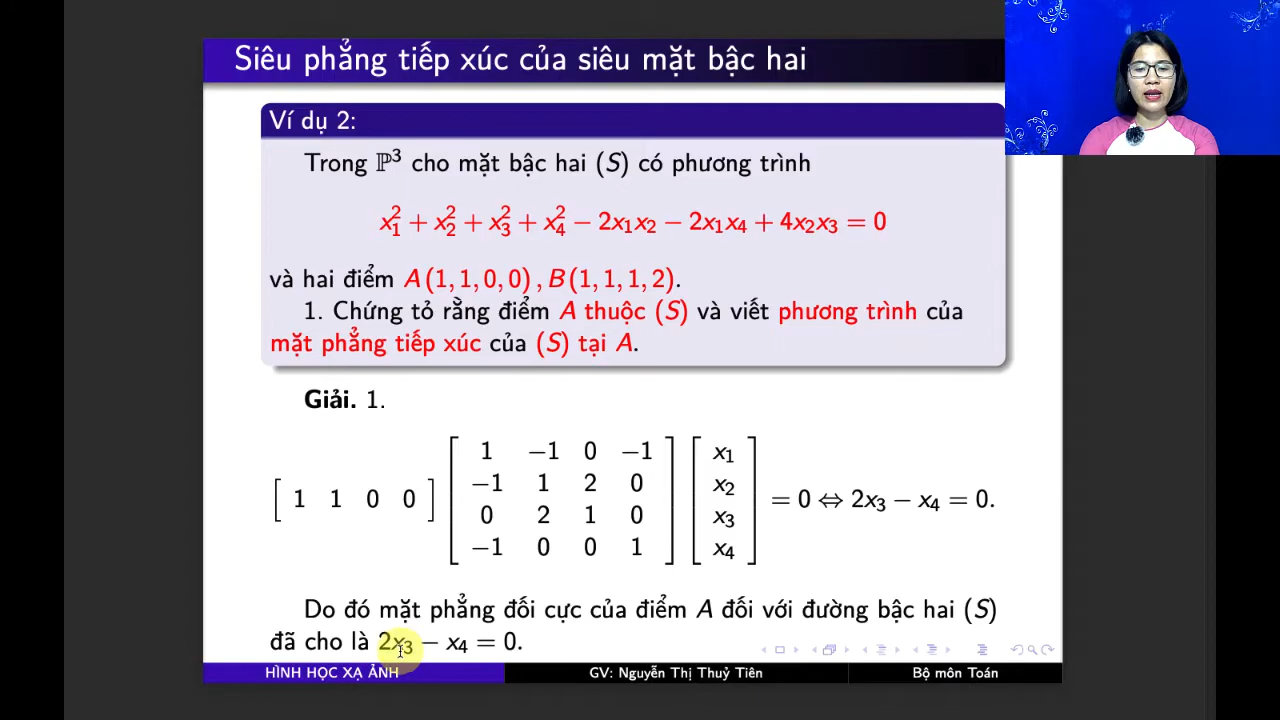 Siêu phẳng tiếp xúc của siêu mặt bậc hai
Ví dụ 2:
Trong ℙ³ cho mặt bậc hai (S) có phương trình
x₁² + x₂² + x₃² + x₄² − 2x₁x₂ − 2x₁x₄ + 4x₂x₃ = 0
và hai điểm A(1, 1, 0, 0), B(1, 1, 1, 2).
1. Chứng tỏ rằng điểm A thuộc (S) và viết phương trình của
mặt phẳng tiếp xúc của (S) tại A.
Giải. 1.
[ 1 1 0 0 ] [ 1 −1 0 −1 ; −1 1 2 0 ; 0 2 1 0 ; −1 0 0 1 ] [ x₁ ; x₂ ; x₃ ; x₄ ] = 0 ⇔ 2x₃ − x₄ = 0.
Do đó mặt phẳng đối cực của điểm A đối với đường bậc hai (S)
đã cho là 2x₃ − x₄ = 0.
HÌNH HỌC XẠ ẢNH GV: Nguyễn Thị Thuỷ Tiên Bộ môn Toán